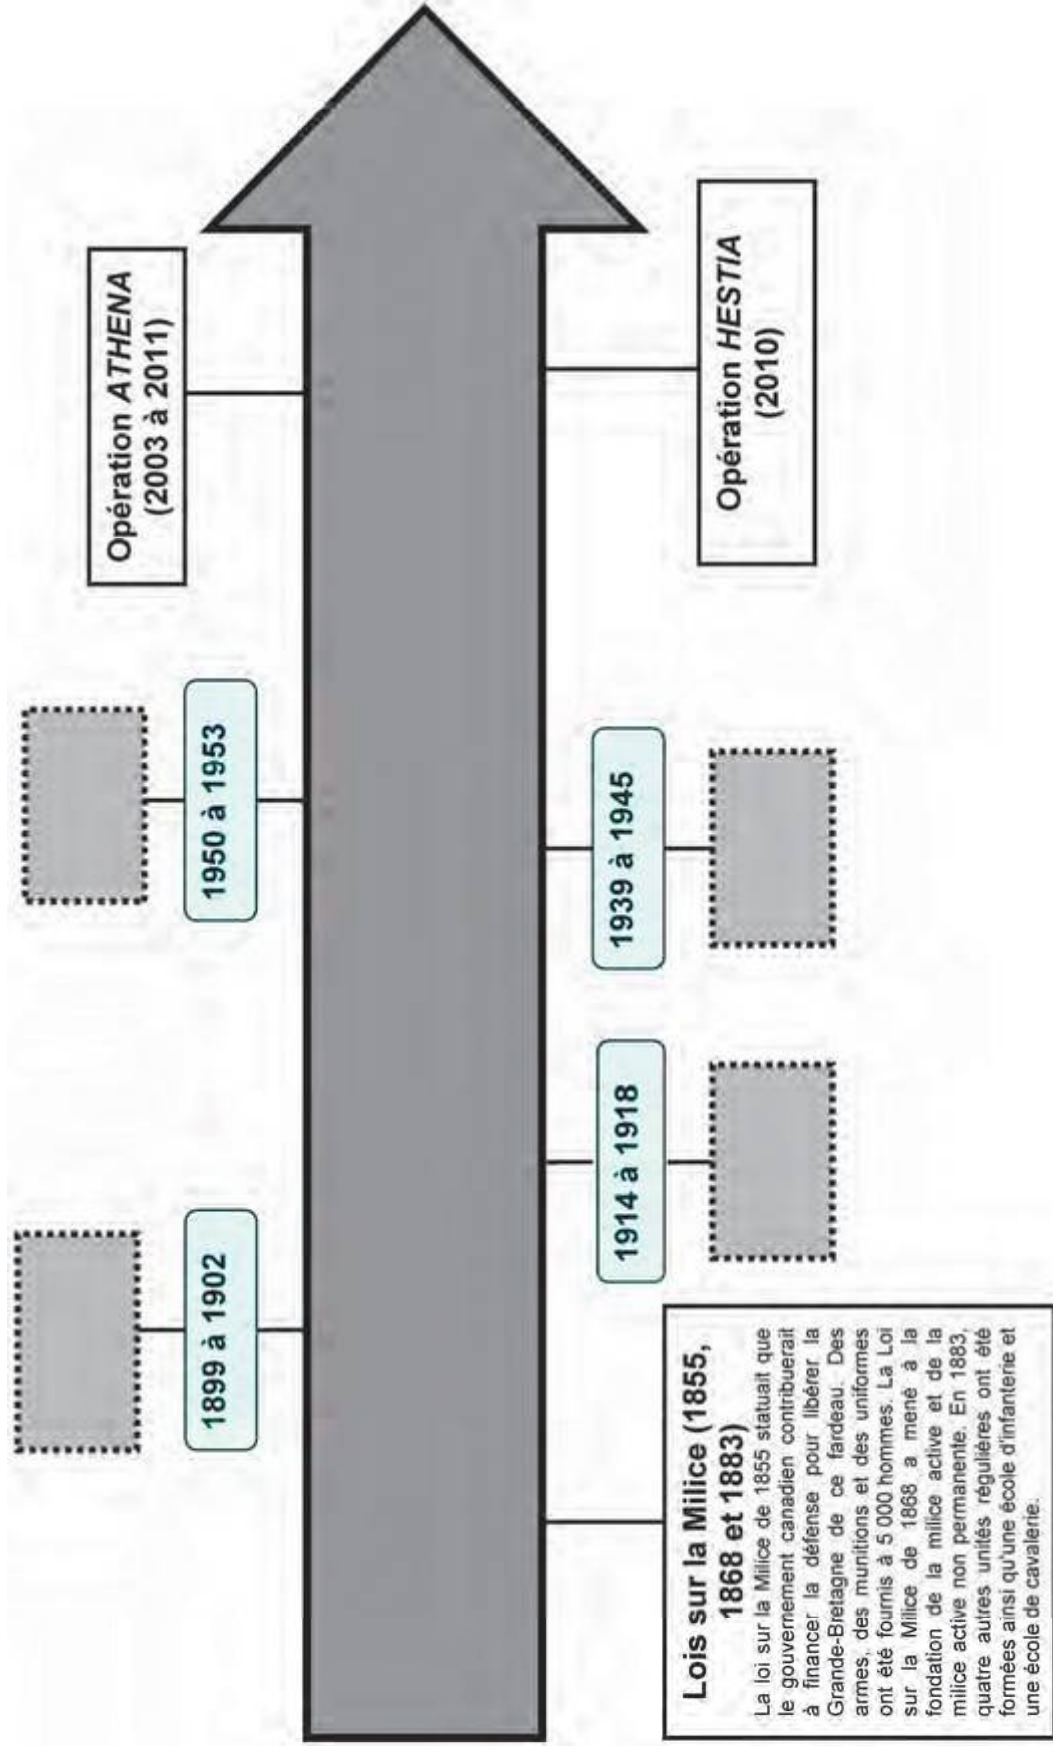 Opération ATHENA
(2003 à 2011)
1950 à 1953
1899 à 1902
Opération HESTIA
(2010)
1939 à 1945
1914 à 1918
Lois sur la Milice (1855,
1868 et 1883)
La loi sur la Milice de 1855 statuait que
le gouvernement canadien contribuerait
à financer la défense pour libérer la
Grande-Bretagne de ce fardeau. Des
armes, des munitions et des uniformes
ont été fournis à 5 000 hommes. La Loi
sur la Milice de 1868 a mené à la
fondation de la milice active et de la
milice active non permanente. En 1883,
quatre autres unités régulières ont été
formées ainsi qu'une école d'infanterie et
une école de cavalerie.